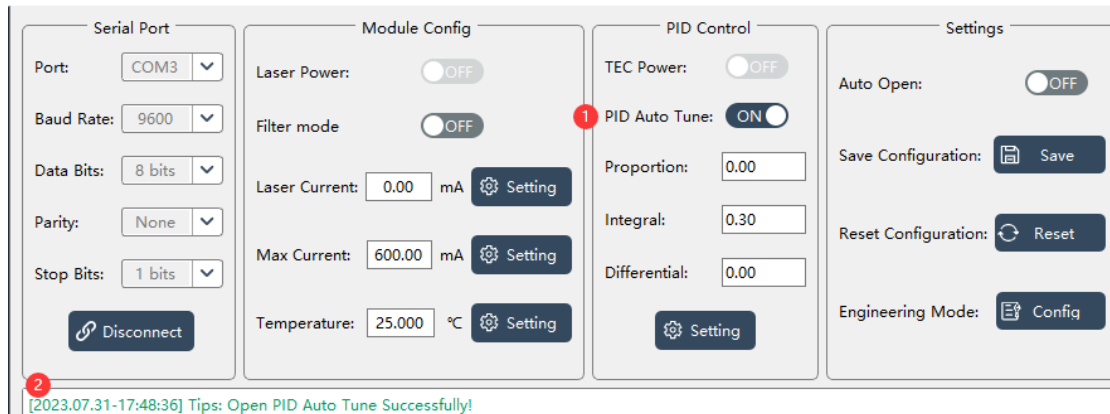 Serial Port
Port: COM3
Baud Rate: 9600
Data Bits: 8 bits
Parity: None
Stop Bits: 1 bits
Disconnect
Module Config
Laser Power: OFF
Filter mode OFF
Laser Current: 0.00 mA Setting
Max Current: 600.00 mA Setting
Temperature: 25.000 ℃ Setting
PID Control
TEC Power: OFF
1 PID Auto Tune: ON
Proportion: 0.00
Integral: 0.30
Differential: 0.00
Setting
Settings
Auto Open: OFF
Save Configuration: Save
Reset Configuration: Reset
Engineering Mode: Config
2
[2023.07.31-17:48:36] Tips: Open PID Auto Tune Successfully!